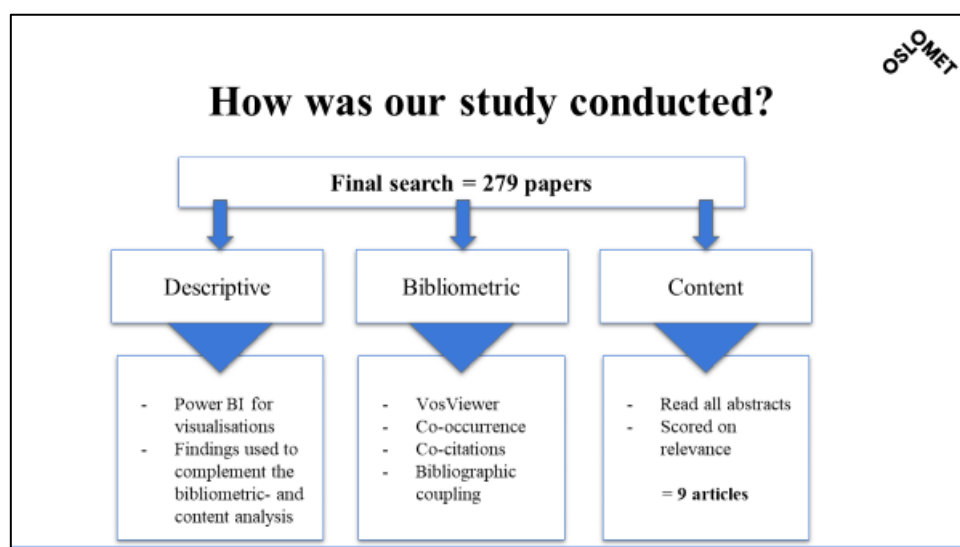 OSLOMET
How was our study conducted?
Final search = 279 papers
Descriptive
Bibliometric
Content
- Power BI for
visualisations
- Findings used to
complement the
bibliometric- and
content analysis
- VosViewer
- Co-occurrence
- Co-citations
- Bibliographic
coupling
- Read all abstracts
- Scored on
relevance
= 9 articles